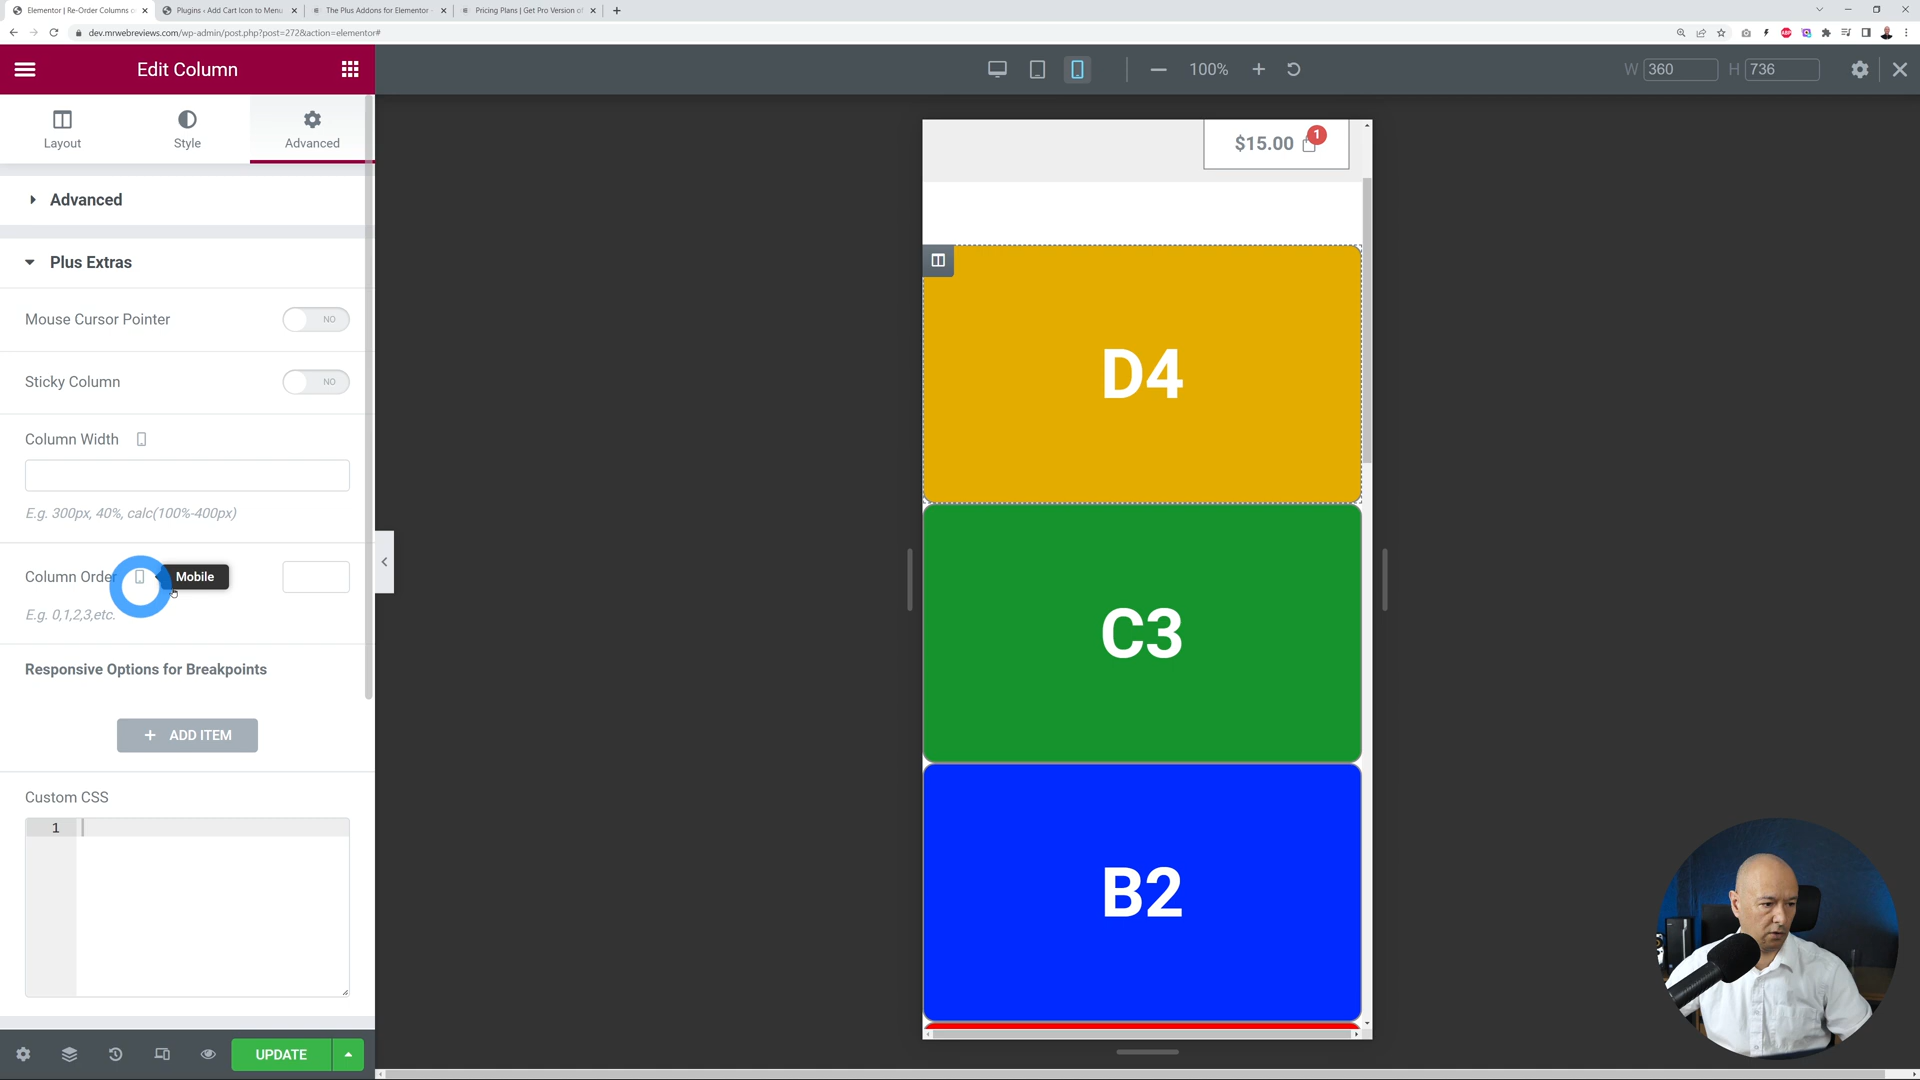 Elementor | Re-Order Columns o
Plugins ‹ Add Cart Icon to Menu
The Plus Addons for Elementor
Pricing Plans | Get Pro Version of
dev.mrwebreviews.com/wp-admin/post.php?post=272&action=elementor#
Edit Column
100%
W 360
H 736
Layout
Style
Advanced
$15.00
1
Advanced
Plus Extras
Mouse Cursor Pointer
NO
Sticky Column
NO
Column Width
E.g. 300px, 40%, calc(100%-400px)
Column Order
Mobile
E.g. 0,1,2,3,etc.
Responsive Options for Breakpoints
+ ADD ITEM
Custom CSS
1
D4
C3
B2
UPDATE